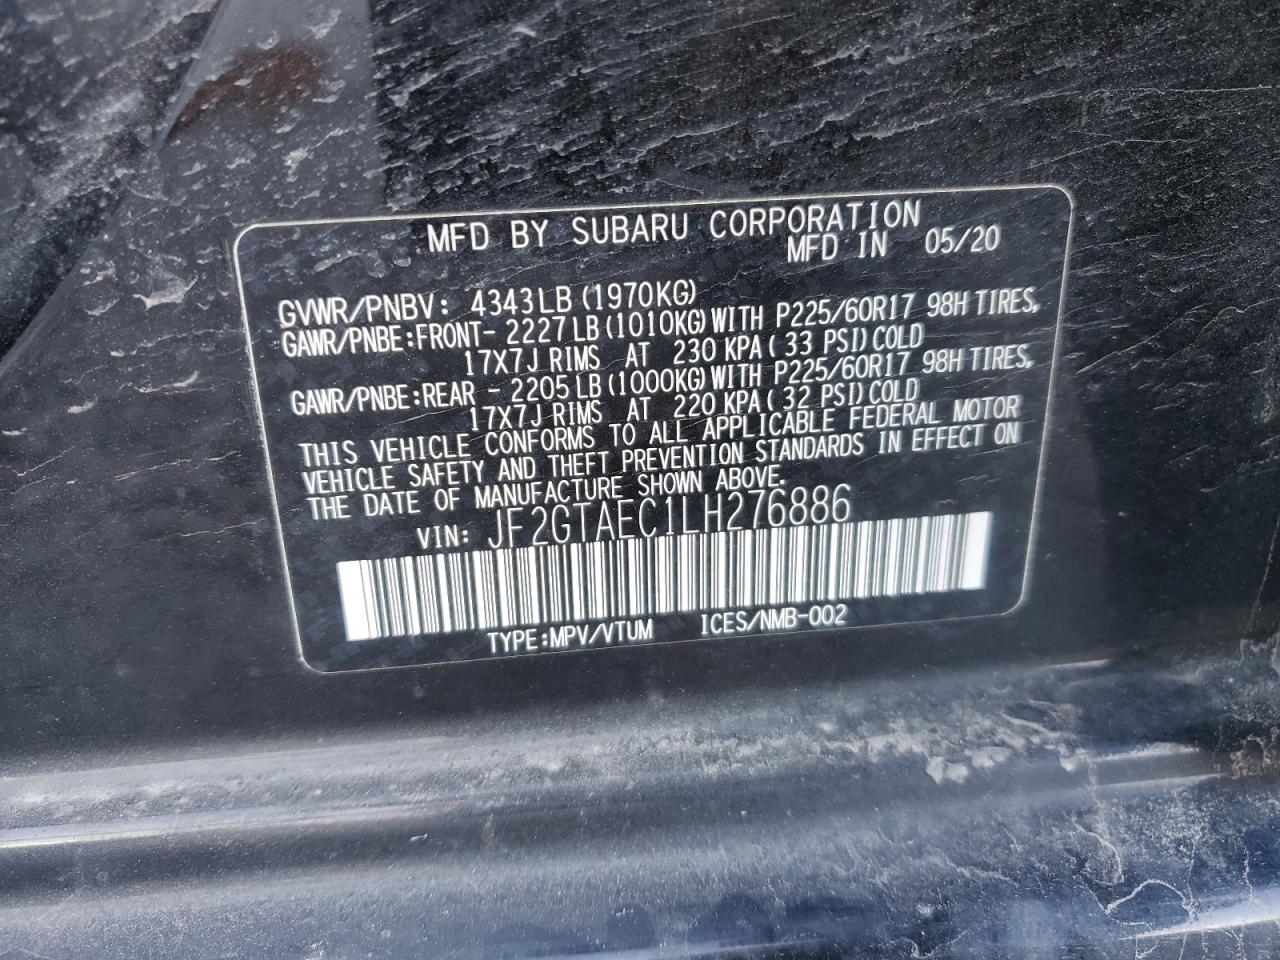 MFD BY SUBARU CORPORATION
MFD IN 05/20
GVWR/PNBV: 4343LB (1970KG)
GAWR/PNBE:FRONT- 2227LB (1010KG) WITH P225/60R17 98H TIRES,
17X7J RIMS AT 230 KPA( 33 PSI) COLD
GAWR/PNBE:REAR - 2205LB (1000KG) WITH P225/60R17 98H TIRES,
17X7J RIMS AT 220 KPA( 32 PSI) COLD
THIS VEHICLE CONFORMS TO ALL APPLICABLE FEDERAL MOTOR
VEHICLE SAFETY AND THEFT PREVENTION STANDARDS IN EFFECT ON
THE DATE OF MANUFACTURE SHOWN ABOVE.
VIN: JF2GTAEC1LH276886
TYPE:MPV/VTUM ICES/NMB-002